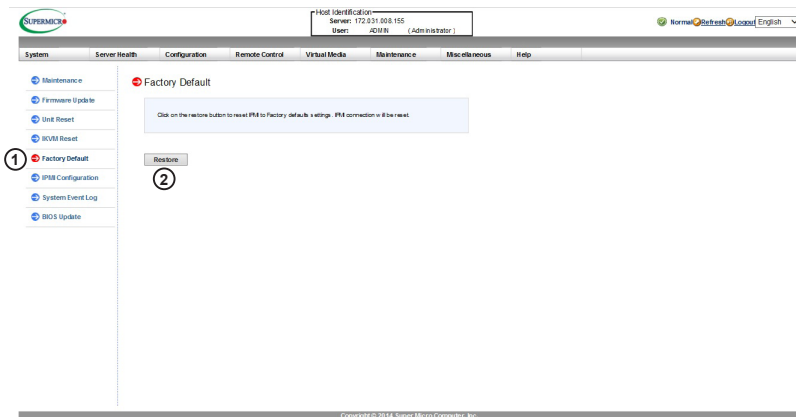 SUPERMICR
Host Identification
Server: 172.031.008.155
User: ADMIN (Administrator)
Normal Refresh Logout English
System Server Health Configuration Remote Control Virtual Media Maintenance Miscellaneous Help
Maintenance
Firmware Update
Unit Reset
IKVM Reset
1 Factory Default
IPMI Configuration
System Event Log
BIOS Update
Factory Default
Click on the restore button to reset IPMI to Factory defaults settings. IPMI connection will be reset.
Restore
2
Copyright © 2014 Super Micro Computer, Inc.